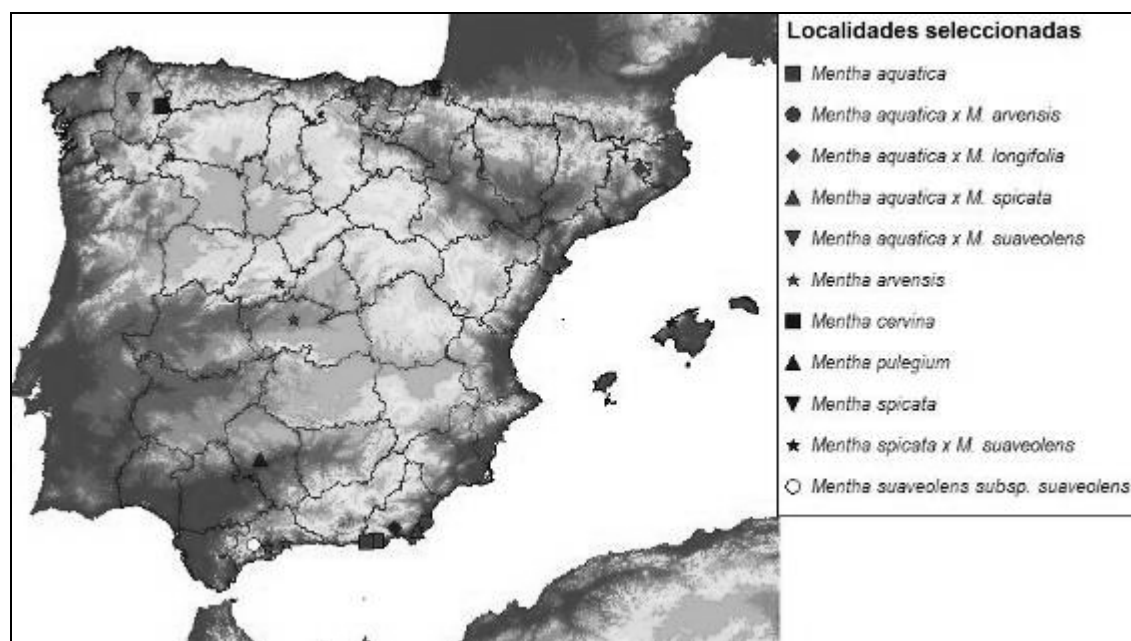 Localidades seleccionadas
Mentha aquatica
Mentha aquatica x M. arvensis
Mentha aquatica x M. longifolia
Mentha aquatica x M. spicata
Mentha aquatica x M. suaveolens
Mentha arvensis
Mentha cervina
Mentha pulegium
Mentha spicata
Mentha spicata x M. suaveolens
Mentha suaveolens subsp. suaveolens